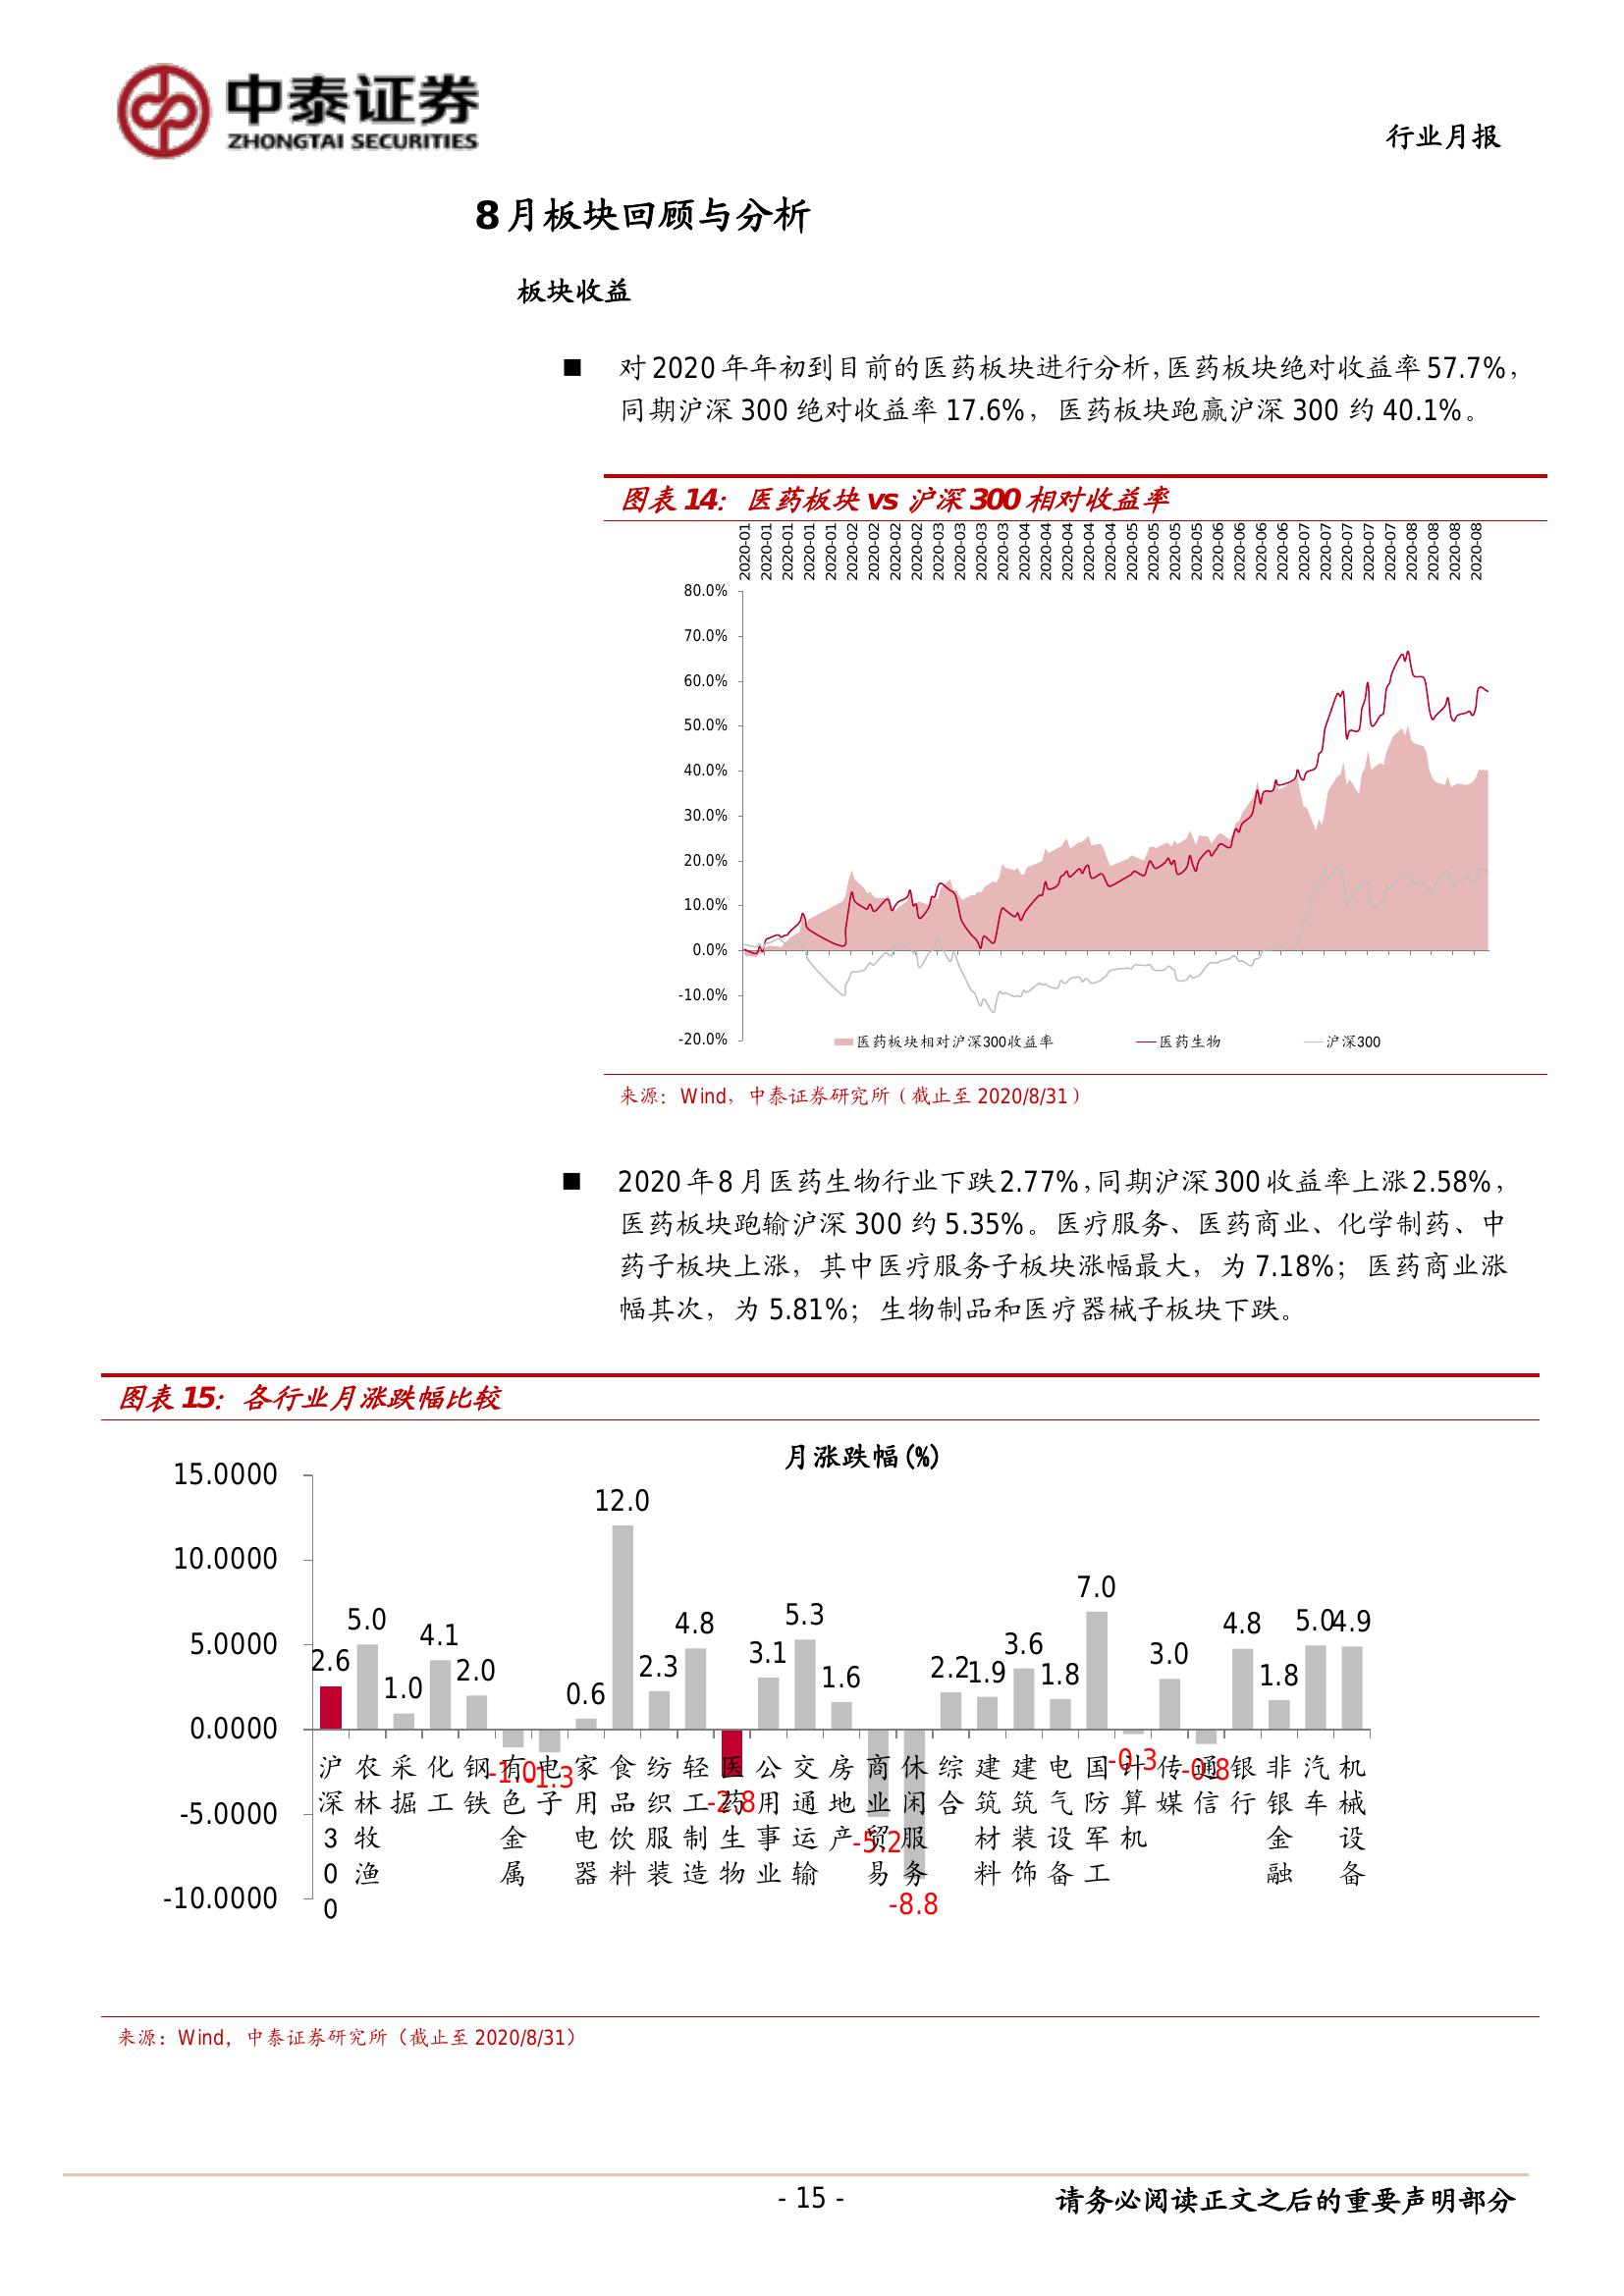 中泰证券
ZHONGTAI SECURITIES
行业月报
8月板块回顾与分析
板块收益
■ 对2020年年初到目前的医药板块进行分析，医药板块绝对收益率57.7%，
同期沪深 300 绝对收益率 17.6%，医药板块跑赢沪深 300 约 40.1%。
图表14：医药板块 vs 沪深300相对收益率
2020-01 2020-01 2020-01 2020-01 2020-01 2020-02 2020-02 2020-02 2020-02 2020-03 2020-03 2020-03 2020-03 2020-04 2020-04 2020-04 2020-04 2020-05 2020-05 2020-05 2020-05 2020-06 2020-06 2020-06 2020-06 2020-07 2020-07 2020-07 2020-07 2020-07 2020-08 2020-08 2020-08 2020-08
80.0%
70.0%
60.0%
50.0%
40.0%
30.0%
20.0%
10.0%
0.0%
-10.0%
-20.0%
医药板块相对沪深300收益率 医药生物 沪深300
来源：Wind，中泰证券研究所（截止至 2020/8/31）
■ 2020年8月医药生物行业下跌2.77%，同期沪深300收益率上涨2.58%，
医药板块跑输沪深 300 约 5.35%。医疗服务、医药商业、化学制药、中
药子板块上涨，其中医疗服务子板块涨幅最大，为 7.18%；医药商业涨
幅其次，为 5.81%；生物制品和医疗器械子板块下跌。
图表15：各行业月涨跌幅比较
月涨跌幅(%)
15.0000
10.0000
5.0000
0.0000
-5.0000
-10.0000
2.6 5.0 1.0 4.1 2.0 -1.0 -1.3 0.6 12.0 2.3 4.8 -2.8 3.1 5.3 1.6 -5.2 -8.8 2.2 1.9 3.6 1.8 7.0 -0.3 3.0 -0.8 4.8 1.8 5.0 4.9
沪深300 农林牧渔 采掘 化工 钢铁 有色金属 电子 家用电器 食品饮料 纺织服装 轻工制造 医药生物 公用事业 交通运输 房地产 商业贸易 休闲服务 综合 建筑材料 建筑装饰 电气设备 国防军工 计算机 传媒 通信 银行 非银金融 汽车 机械设备
来源：Wind，中泰证券研究所（截止至 2020/8/31）
- 15 -
请务必阅读正文之后的重要声明部分